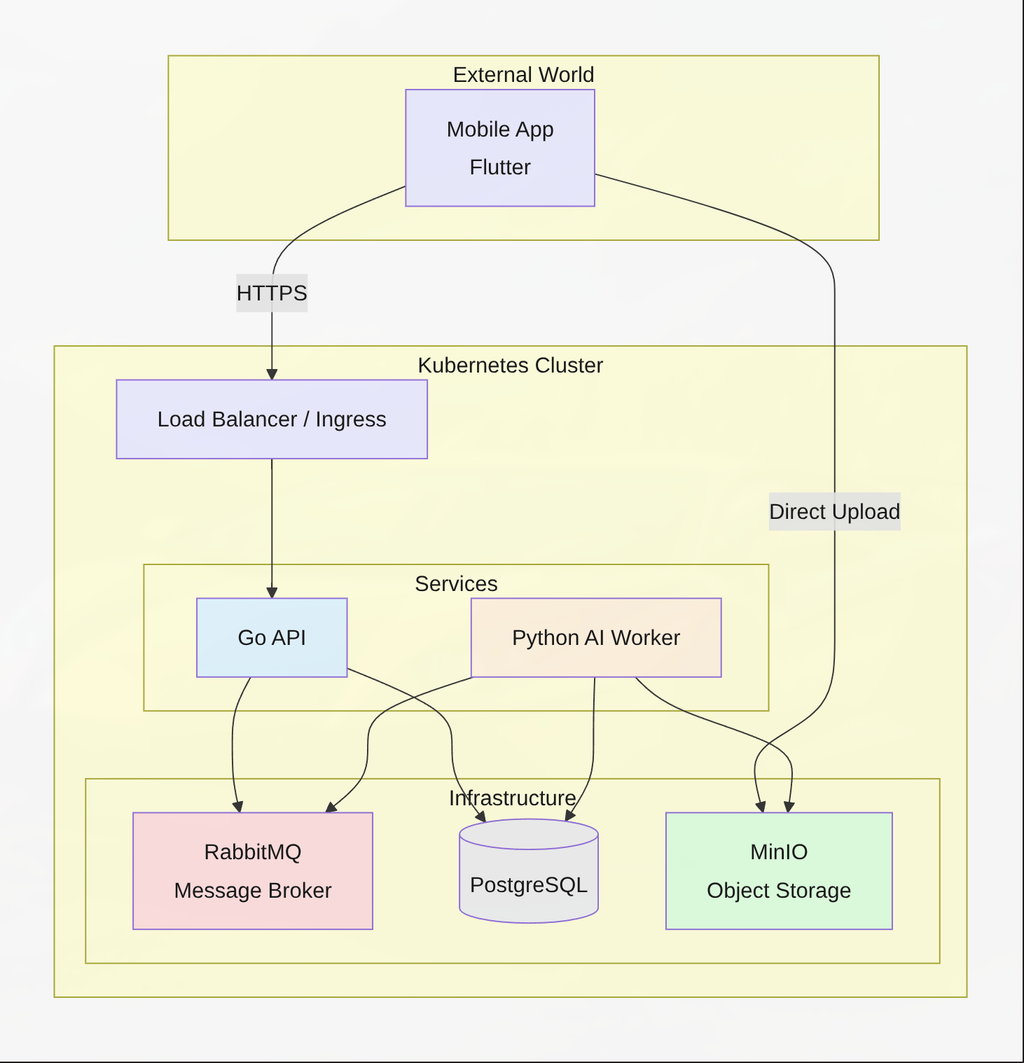 External World
Mobile App
Flutter
HTTPS
Kubernetes Cluster
Load Balancer / Ingress
Direct Upload
Services
Go API
Python AI Worker
Infrastructure
RabbitMQ
Message Broker
PostgreSQL
MinIO
Object Storage